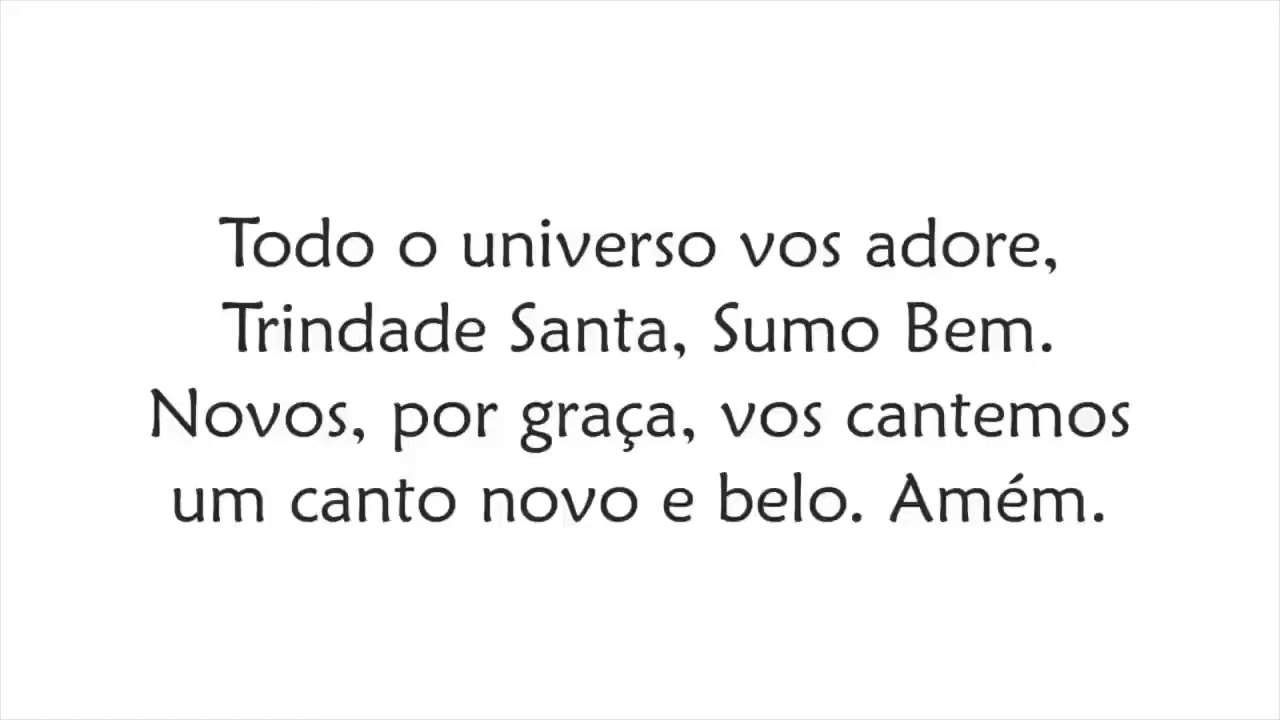 Todo o universo vos adore,
Trindade Santa, Sumo Bem.
Novos, por graça, vos cantemos
um canto novo e belo. Amém.